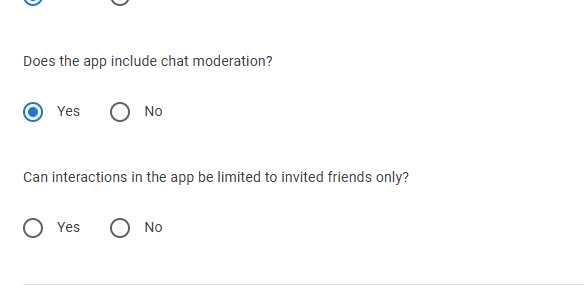 Does the app include chat moderation?
Yes No
Can interactions in the app be limited to invited friends only?
Yes No